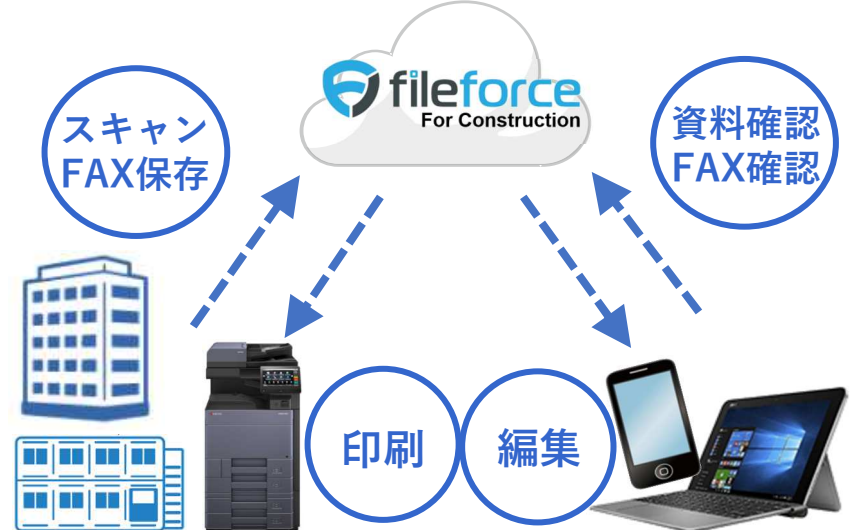 fileforce
For Construction
スキャン
FAX保存
資料確認
FAX確認
印刷
編集